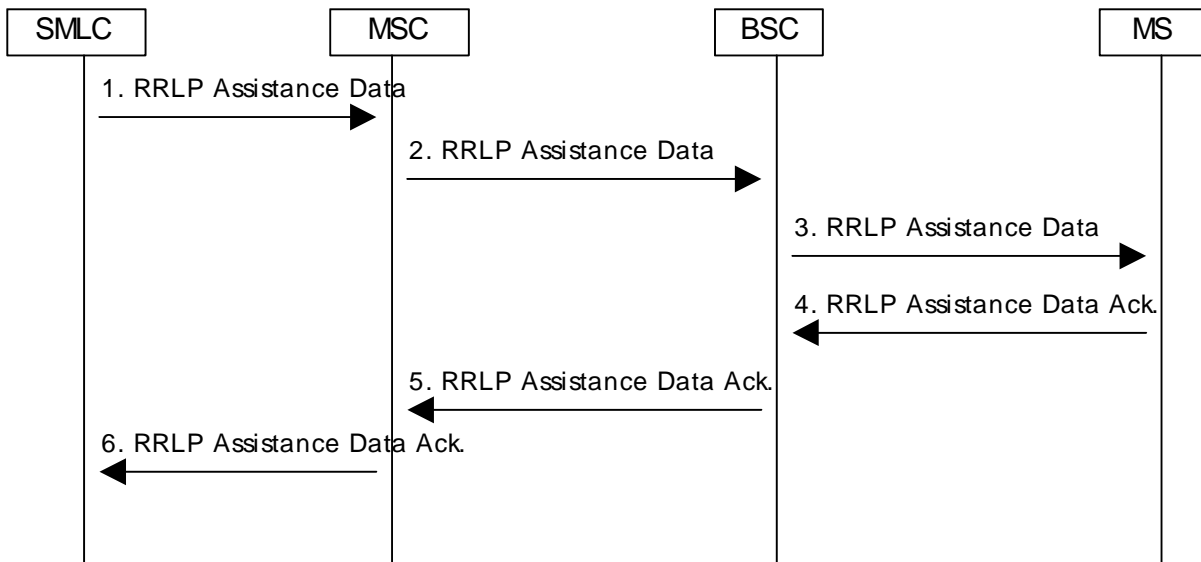 SMLC
MSC
BSC
MS
1. RRLP Assistance Data
2. RRLP Assistance Data
3. RRLP Assistance Data
4. RRLP Assistance Data Ack.
5. RRLP Assistance Data Ack.
6. RRLP Assistance Data Ack.